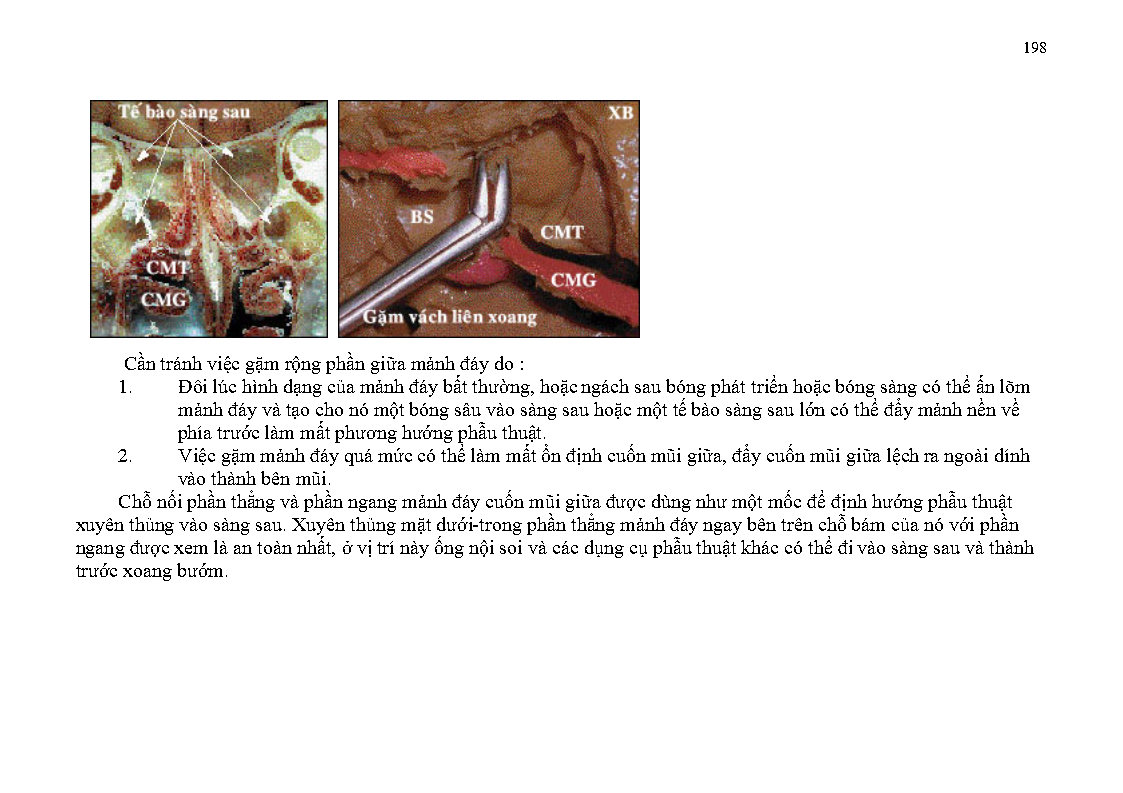 198
Tế bào sàng sau
CMT
CMG
XB
BS
CMT
CMG
Gặm vách liên xoang
Cần tránh việc gặm rộng phần giữa mảnh đáy do :
1. Đôi lúc hình dạng của mảnh đáy bất thường, hoặc ngách sau bóng phát triển hoặc bóng sàng có thể ấn lõm
mảnh đáy và tạo cho nó một bóng sâu vào sàng sau hoặc một tế bào sàng sau lớn có thể đẩy mảnh nền về
phía trước làm mất phương hướng phẫu thuật.
2. Việc gặm mảnh đáy quá mức có thể làm mất ổn định cuốn mũi giữa, đẩy cuốn mũi giữa lệch ra ngoài dính
vào thành bên mũi.
Chỗ nối phần thẳng và phần ngang mảnh đáy cuốn mũi giữa được dùng như một mốc để định hướng phẫu thuật
xuyên thủng vào sàng sau. Xuyên thủng mặt dưới-trong phần thẳng mảnh đáy ngay bên trên chỗ bám của nó với phần
ngang được xem là an toàn nhất, ở vị trí này ống nội soi và các dụng cụ phẫu thuật khác có thể đi vào sàng sau và thành
trước xoang bướm.